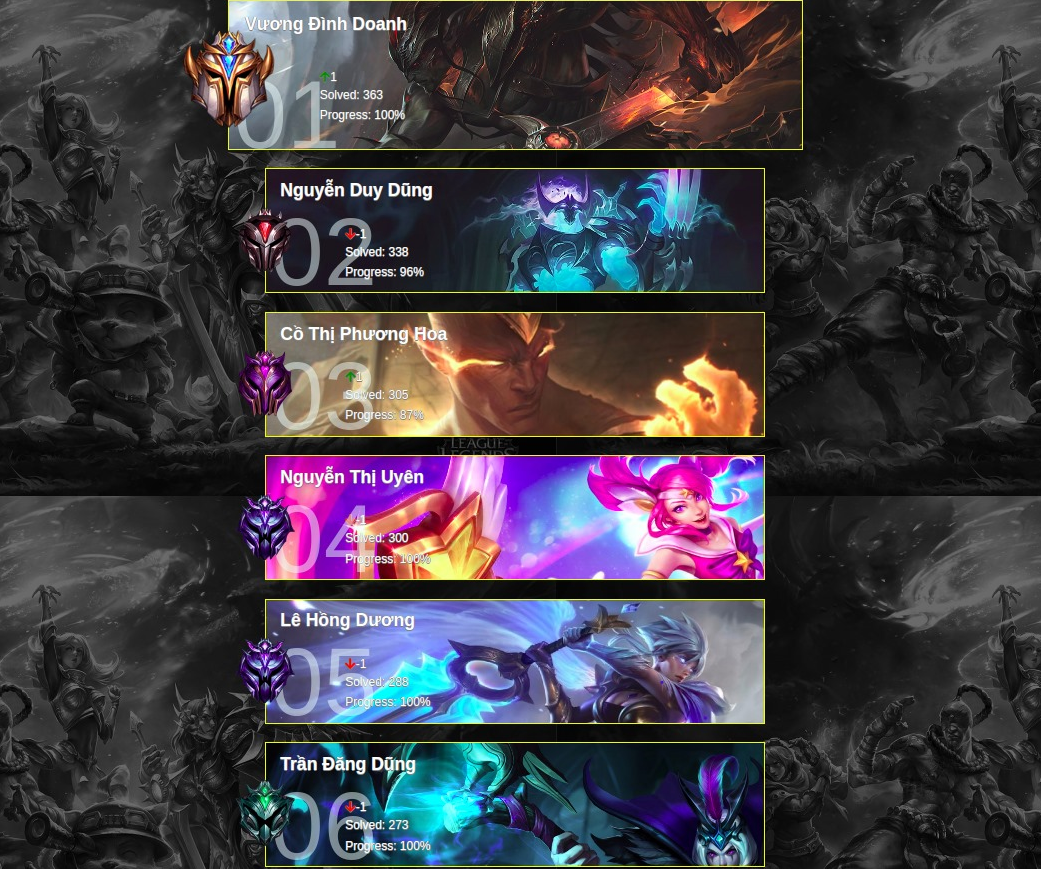 Vương Đình Doanh
1
Solved: 363
Progress: 100%
01
Nguyễn Duy Dũng
-1
Solved: 338
Progress: 96%
02
Cồ Thị Phương Hoa
1
Solved: 305
Progress: 87%
03
LEAGUE OF
LEGENDS
Nguyễn Thị Uyên
-1
Solved: 300
Progress: 100%
04
Lê Hồng Dương
-1
Solved: 288
Progress: 100%
05
Trần Đăng Dũng
-1
Solved: 273
Progress: 100%
06